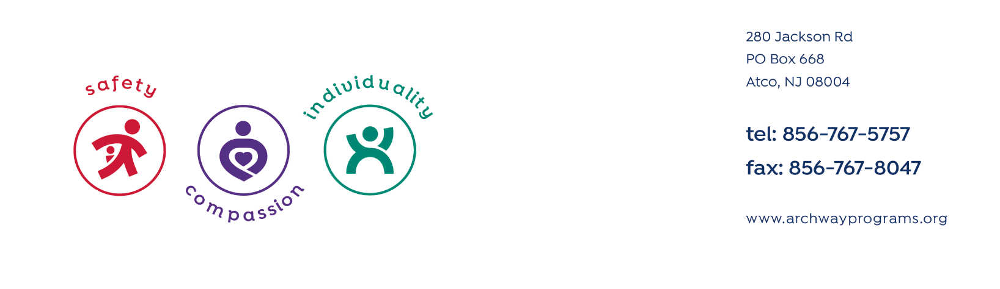 safety
compassion
individuality
280 Jackson Rd
PO Box 668
Atco, NJ 08004
tel: 856-767-5757
fax: 856-767-8047
www.archwayprograms.org